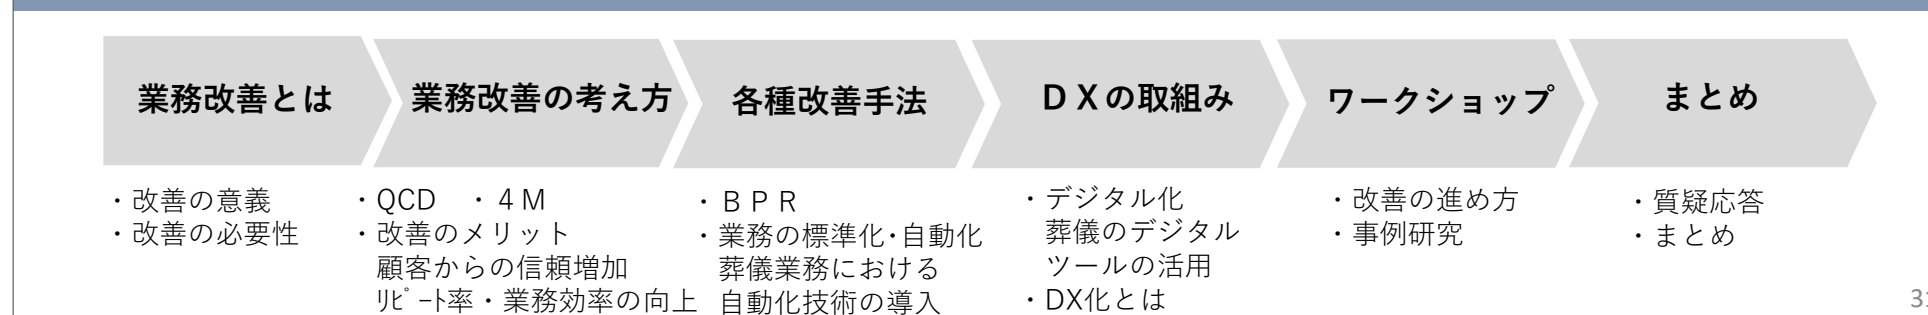 業務改善とは
業務改善の考え方
各種改善手法
ＤＸの取組み
ワークショップ
まとめ
・改善の意義
・改善の必要性
・QCD　・４Ｍ
・改善のメリット
顧客からの信頼増加
ﾘﾋﾟｰﾄ率・業務効率の向上
・ＢＰＲ
・業務の標準化･自動化
葬儀業務における
自動化技術の導入
・デジタル化
葬儀のデジタル
ツールの活用
・DX化とは
・改善の進め方
・事例研究
・質疑応答
・まとめ